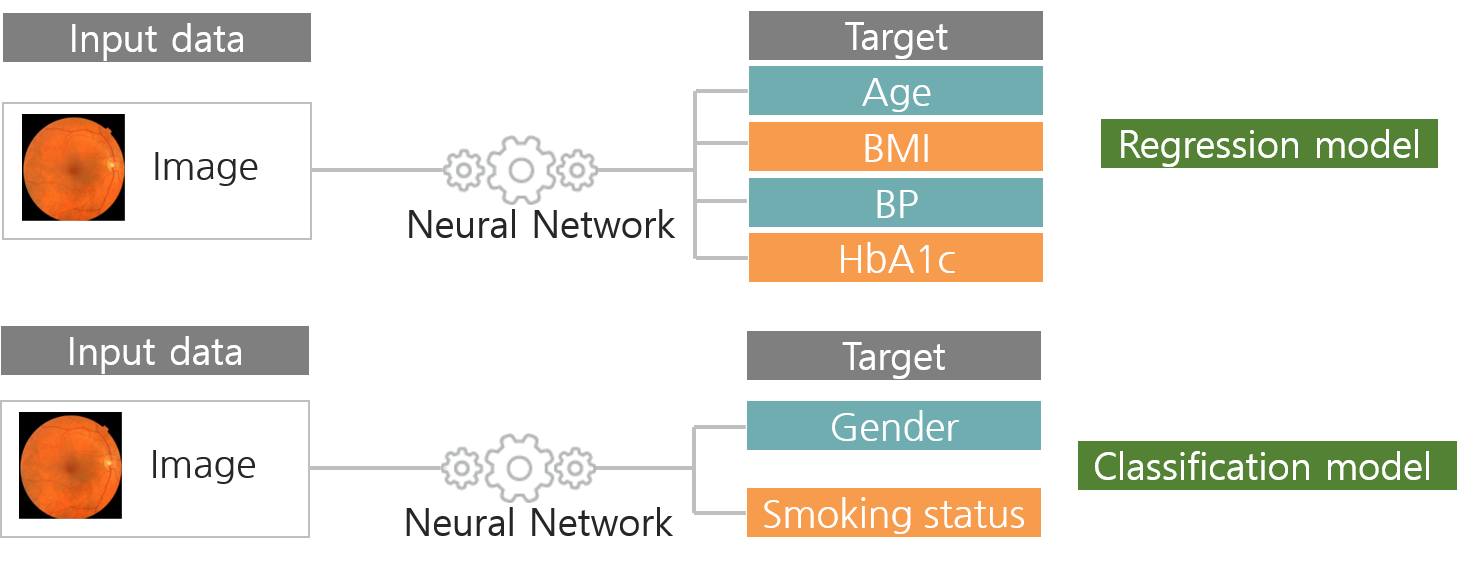 Input data
Target
Age
Image
BMI
Regression model
BP
Neural Network
HbA1c
Input data
Target
Gender
Image
Classification model
Neural Network
Smoking status